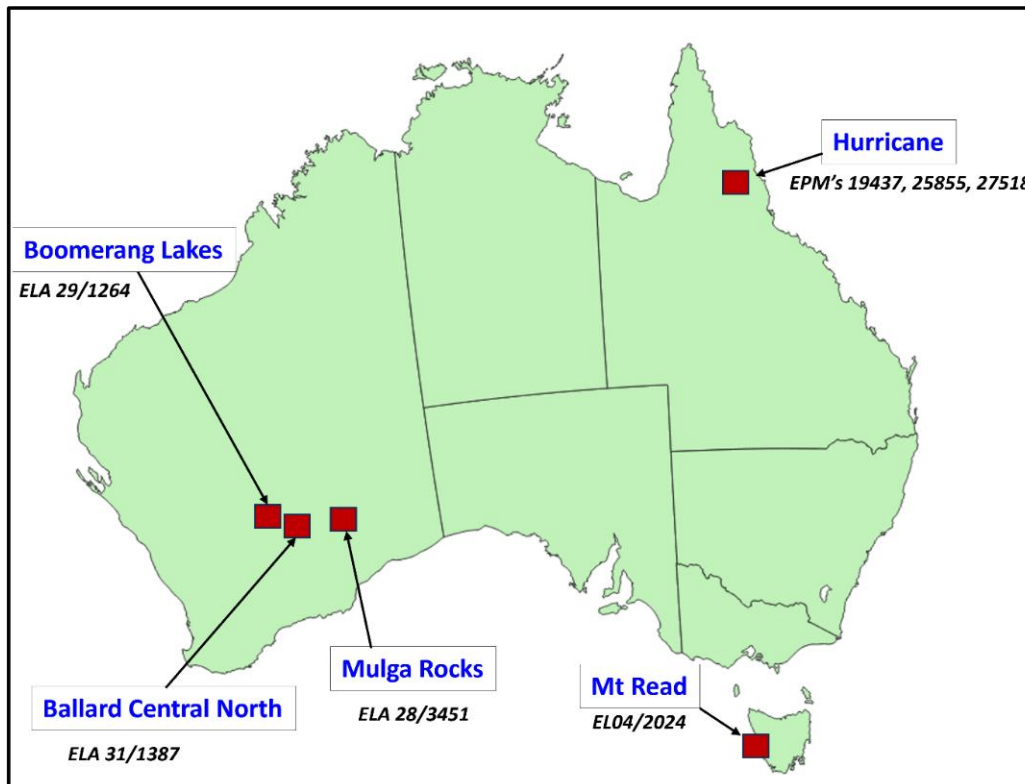 Hurricane
EPM's 19437, 25855, 27518
Boomerang Lakes
ELA 29/1264
Mulga Rocks
ELA 28/3451
Mt Read
EL04/2024
Ballard Central North
ELA 31/1387